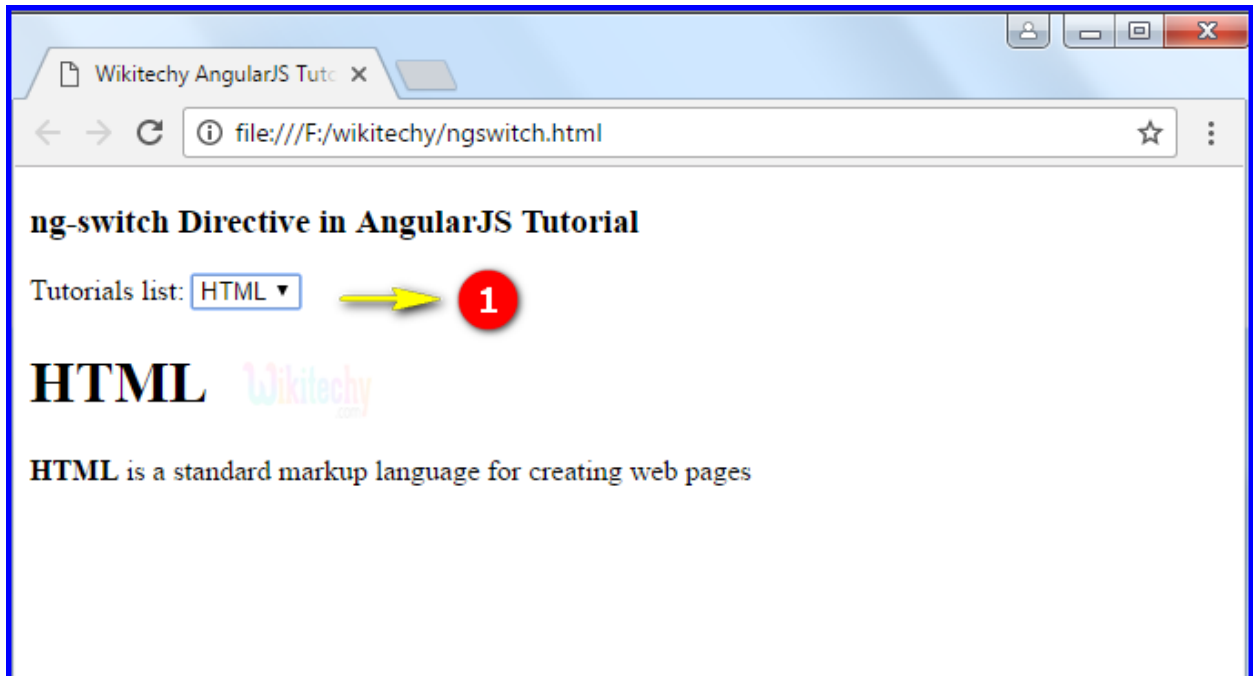 Wikitechy AngularJS Tuto
file:///F:/wikitechy/ngswitch.html
ng-switch Directive in AngularJS Tutorial
Tutorials list: HTML
1
HTML Wikitechy
.com
HTML is a standard markup language for creating web pages